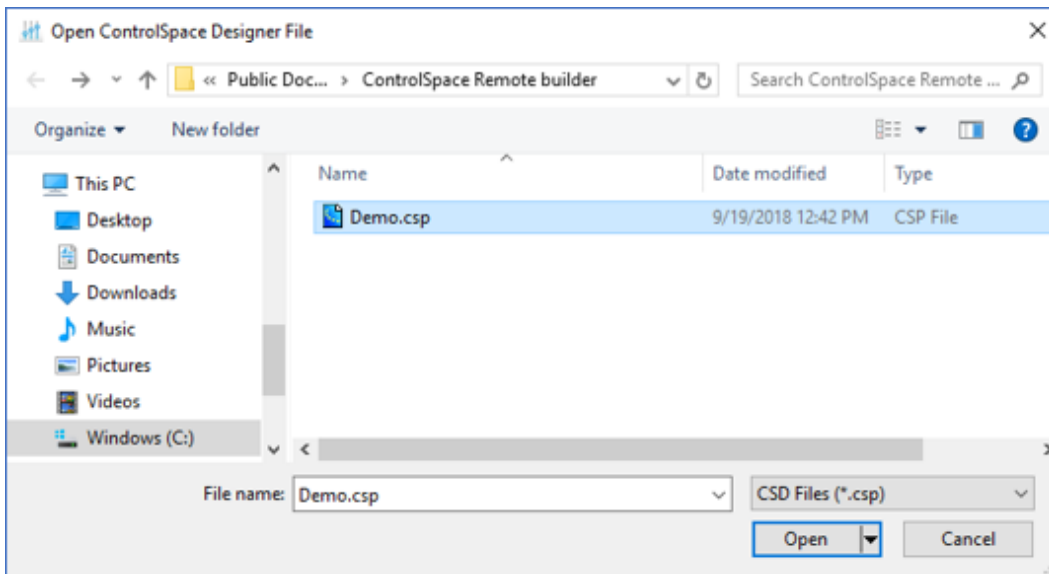 Open ControlSpace Designer File
« Public Doc... › ControlSpace Remote builder
Search ControlSpace Remote ...
Organize
New folder
Name
Date modified
Type
This PC
Desktop
Documents
Downloads
Music
Pictures
Videos
Windows (C:)
Demo.csp
9/19/2018 12:42 PM
CSP File
File name:
Demo.csp
CSD Files (*.csp)
Open
Cancel